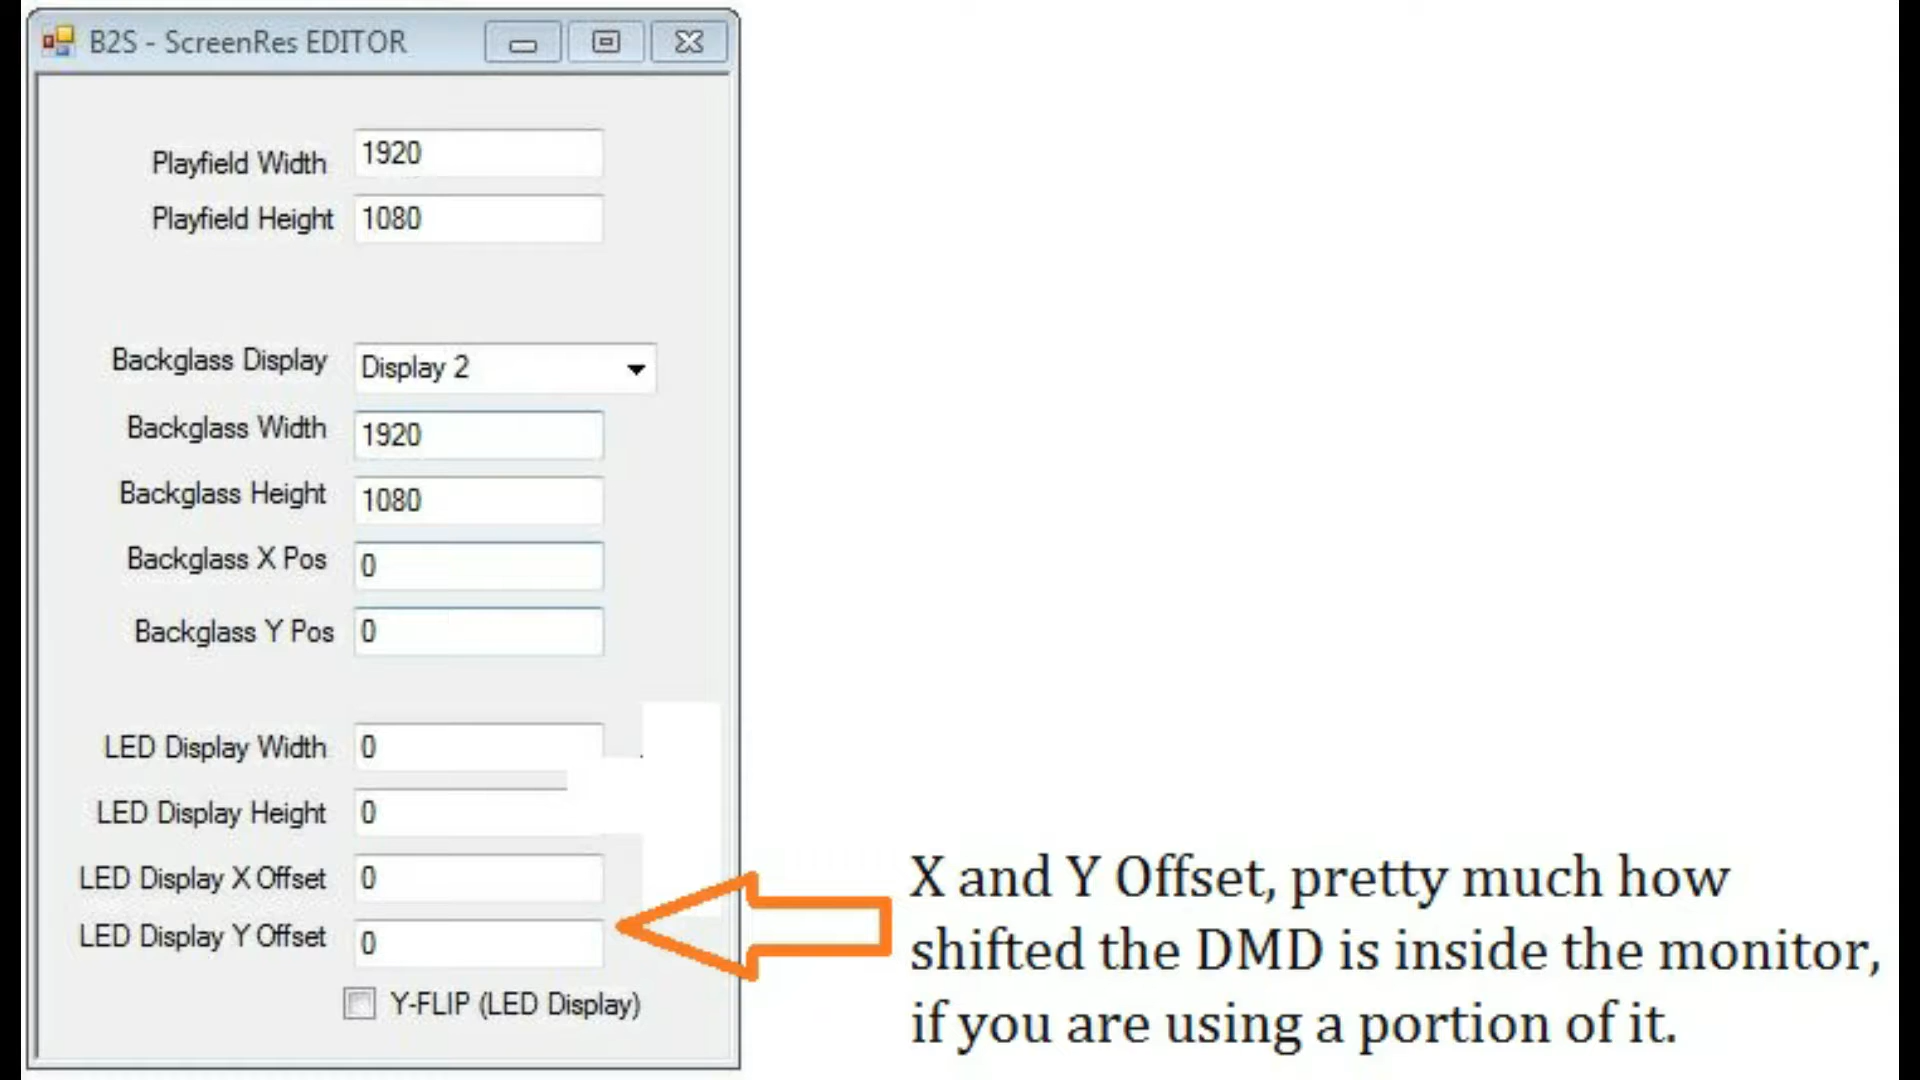 B2S - ScreenRes EDITOR
Playfield Width 1920
Playfield Height 1080
Backglass Display Display 2
Backglass Width 1920
Backglass Height 1080
Backglass X Pos 0
Backglass Y Pos 0
LED Display Width 0
LED Display Height 0
LED Display X Offset 0
LED Display Y Offset 0
Y-FLIP (LED Display)
X and Y Offset, pretty much how
shifted the DMD is inside the monitor,
if you are using a portion of it.